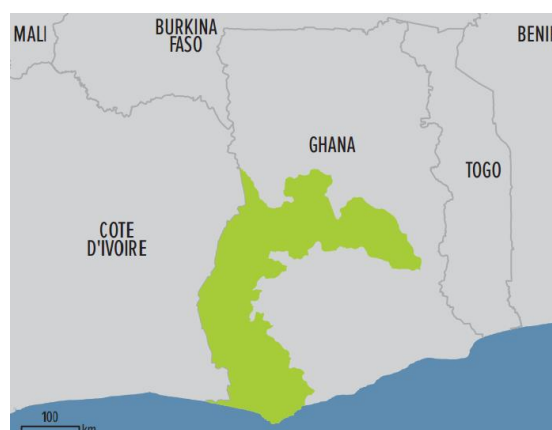 MALI
BURKINA
FASO
BENI
GHANA
TOGO
COTE
D'IVOIRE
100
km